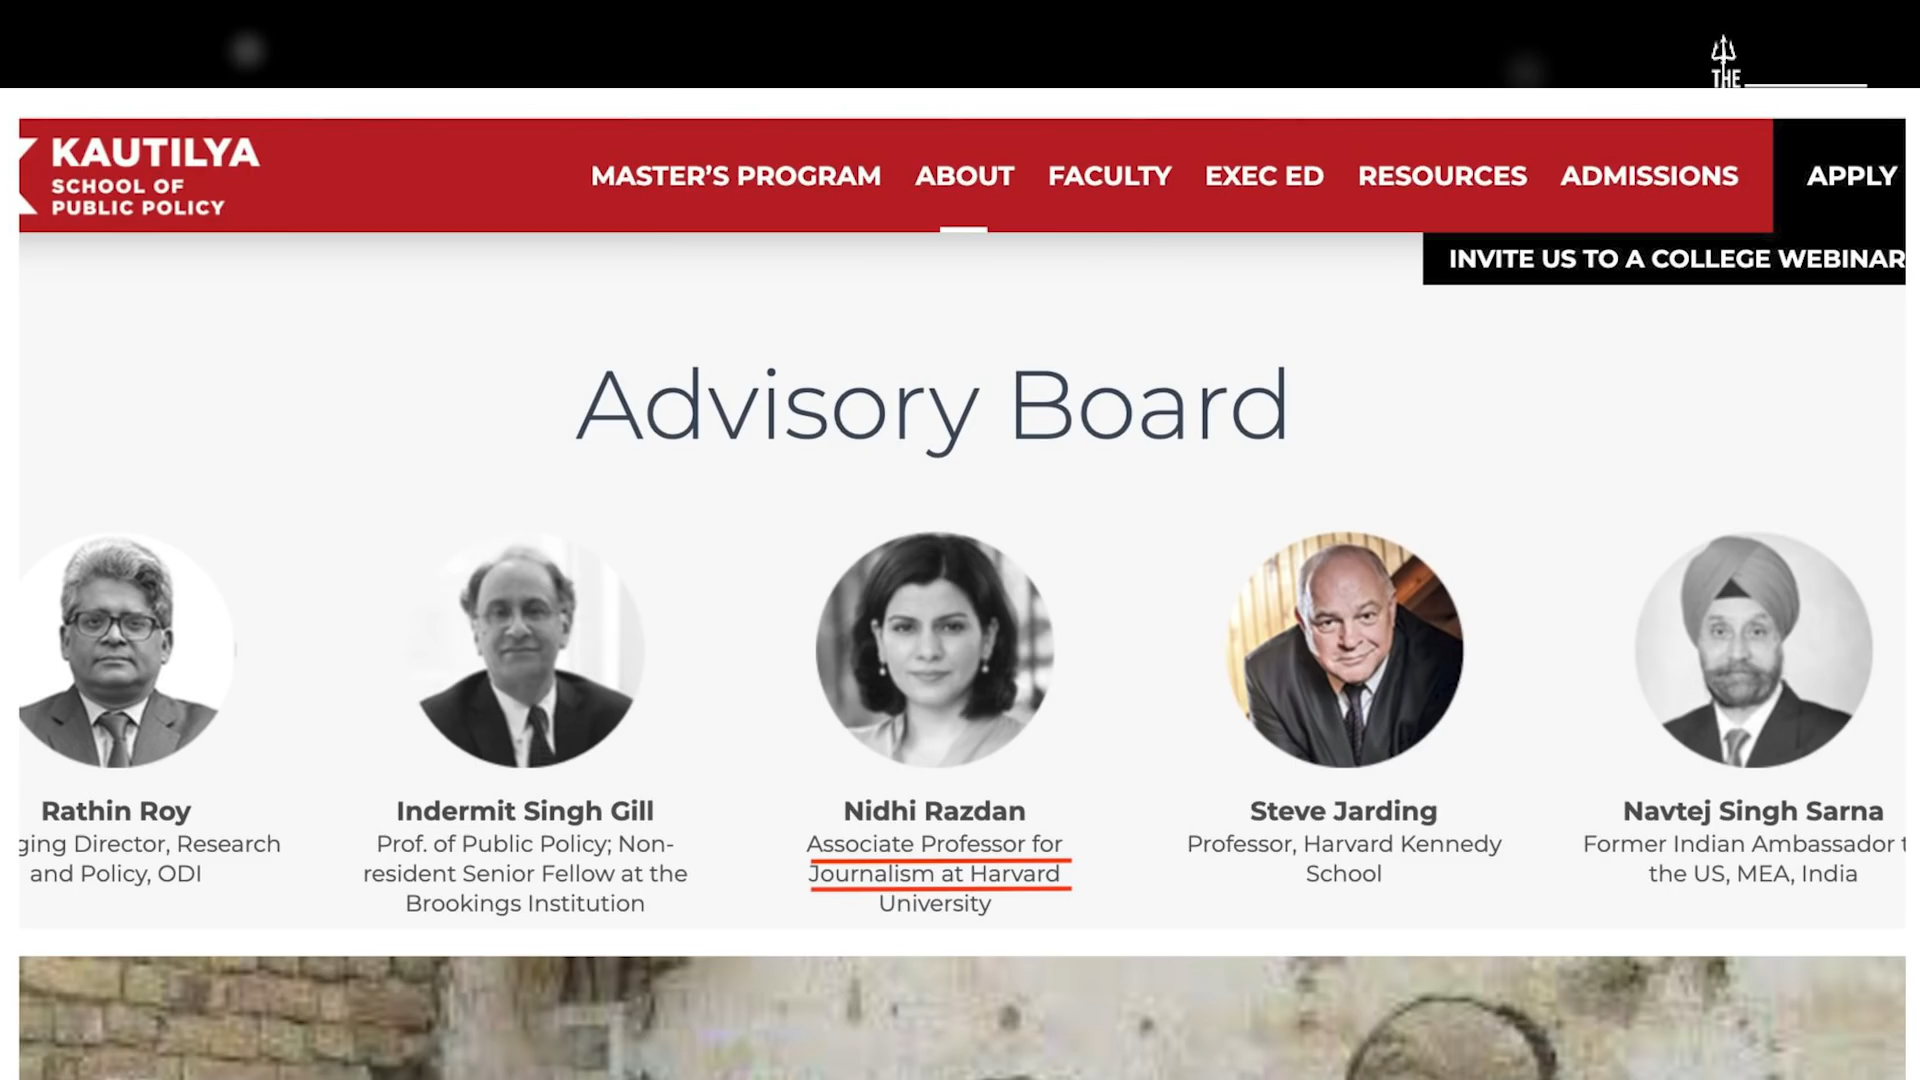 THE
KAUTILYA
SCHOOL OF
PUBLIC POLICY
MASTER'S PROGRAM ABOUT FACULTY EXEC ED RESOURCES ADMISSIONS APPLY
INVITE US TO A COLLEGE WEBINAR
Advisory Board
Rathin Roy
ging Director, Research
and Policy, ODI
Indermit Singh Gill
Prof. of Public Policy; Non-
resident Senior Fellow at the
Brookings Institution
Nidhi Razdan
Associate Professor for
Journalism at Harvard
University
Steve Jarding
Professor, Harvard Kennedy
School
Navtej Singh Sarna
Former Indian Ambassador t
the US, MEA, India